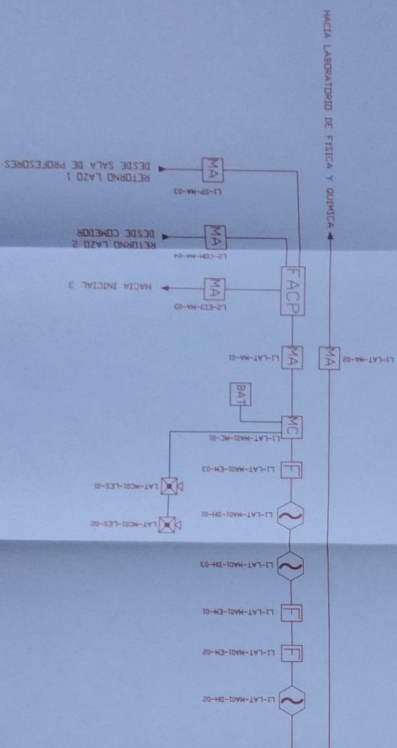 HACIA LABORATORIO DE FISICA Y QUIMICA
MA
RETORNO LAZO 1
DESDE SALA DE PROFESORES
L1-SP-MA-03
MA
RETORNO LAZO 2
DESDE COMEDOR
L2-COM-MA-04
FACP
MA
HACIA INICIAL 3
L2-EI3-MA-03
MA
L1-LAT-MA-01
MA
L1-LAT-MA-02
BAT
MC
L1-LAT-MA01-MC-01
F
L1-LAT-MA01-EM-03
LAT-MC01-LES-01
L1-LAT-MA01-DH-01
LAT-MC01-LES-02
L1-LAT-MA01-DH-03
F
L1-LAT-MA01-EM-01
F
L1-LAT-MA01-EM-02
L1-LAT-MA01-DH-02